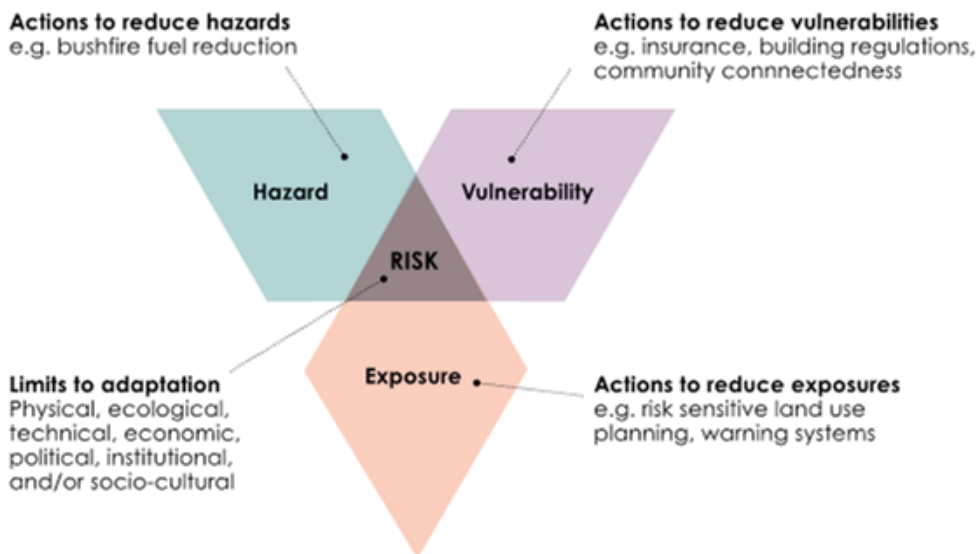 Actions to reduce hazards
e.g. bushfire fuel reduction
Actions to reduce vulnerabilities
e.g. insurance, building regulations,
community connnectedness
Hazard
Vulnerability
RISK
Exposure
Limits to adaptation
Physical, ecological,
technical, economic,
political, institutional,
and/or socio-cultural
Actions to reduce exposures
e.g. risk sensitive land use
planning, warning systems